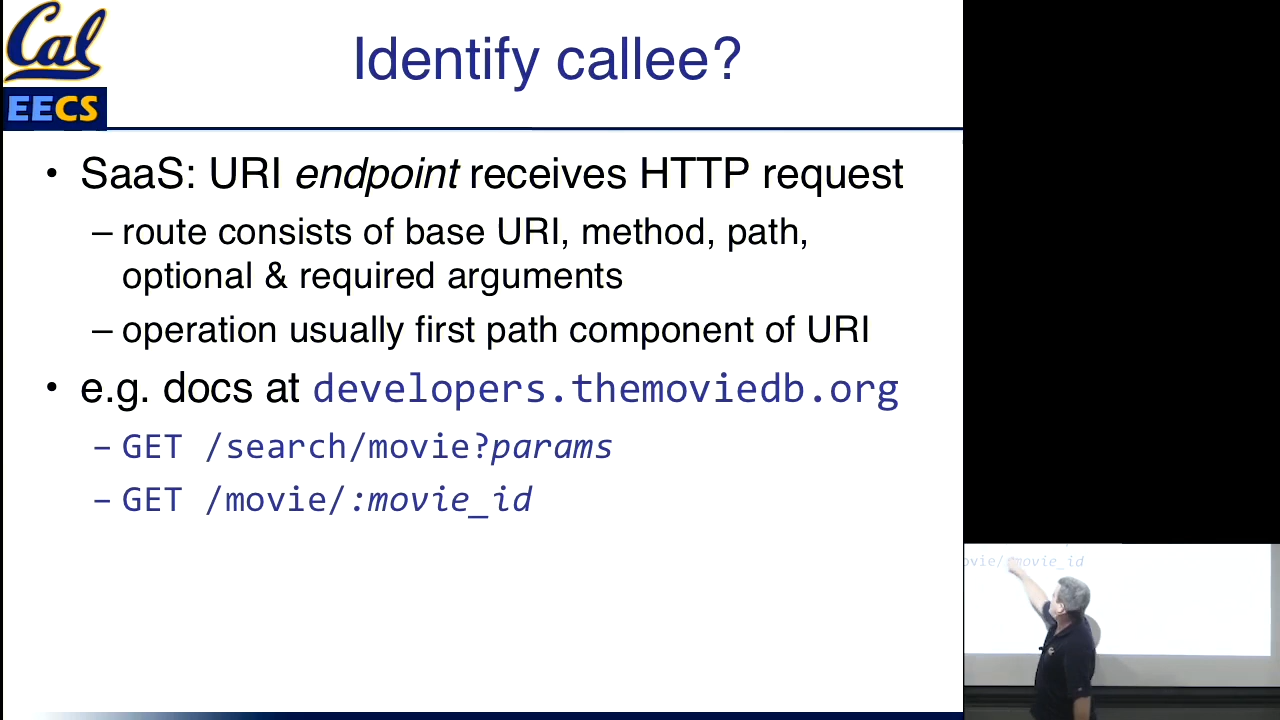 Cal
EECS
Identify callee?
• SaaS: URI endpoint receives HTTP request
– route consists of base URI, method, path,
optional & required arguments
– operation usually first path component of URI
• e.g. docs at developers.themoviedb.org
– GET /search/movie?params
– GET /movie/:movie_id
ovie/:movie_id